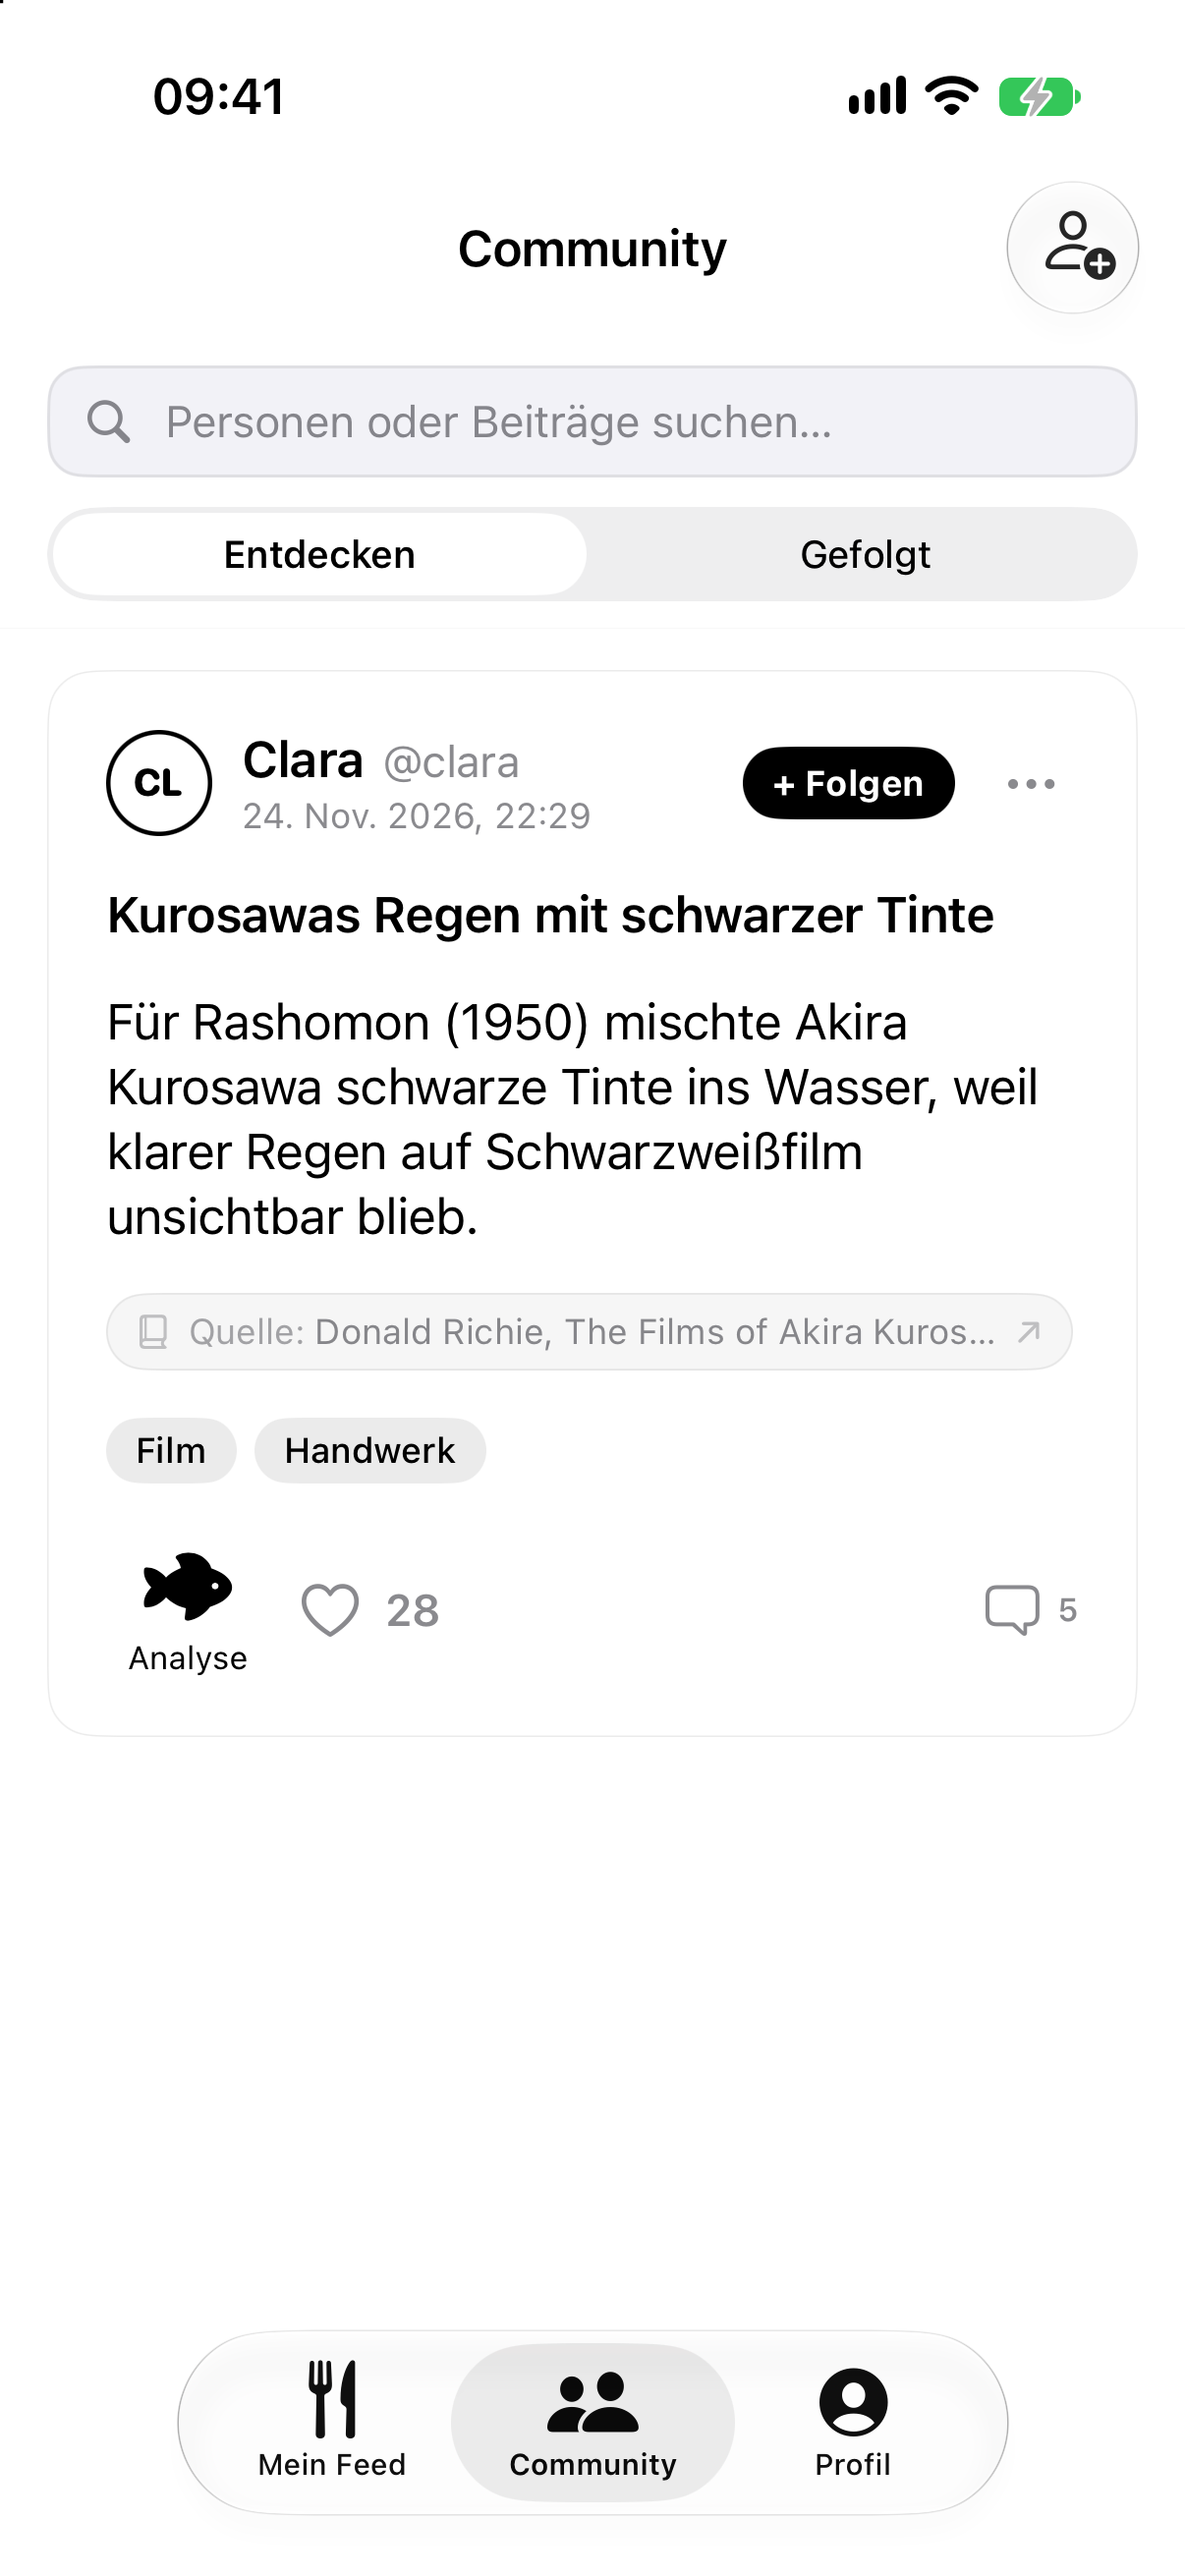 09:41
Community
Personen oder Beiträge suchen...
Entdecken
Gefolgt
CL
Clara @clara
+ Folgen
24. Nov. 2026, 22:29
Kurosawas Regen mit schwarzer Tinte
Für Rashomon (1950) mischte Akira
Kurosawa schwarze Tinte ins Wasser, weil
klarer Regen auf Schwarzweißfilm
unsichtbar blieb.
Quelle: Donald Richie, The Films of Akira Kuros...
Film
Handwerk
Analyse
28
5
Mein Feed
Community
Profil